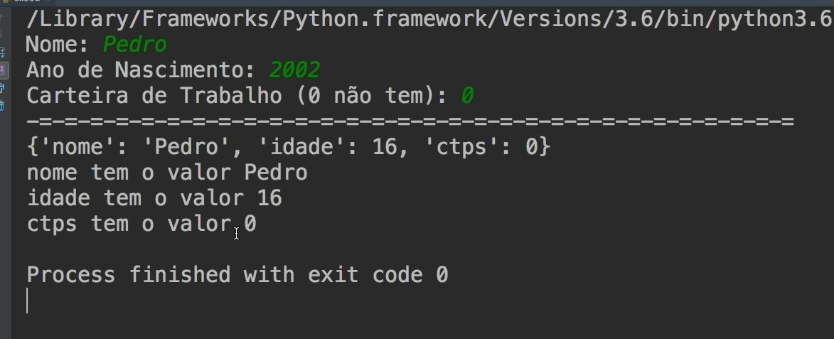 /Library/Frameworks/Python.framework/Versions/3.6/bin/python3.6
Nome: Pedro
Ano de Nascimento: 2002
Carteira de Trabalho (0 não tem): 0
-=-=-=-=-=-=-=-=-=-=-=-=-=-=-=-=-=-=-=-=-=-=-=-=-=-=-=-=-=-=
{'nome': 'Pedro', 'idade': 16, 'ctps': 0}
nome tem o valor Pedro
idade tem o valor 16
ctps tem o valor 0
Process finished with exit code 0